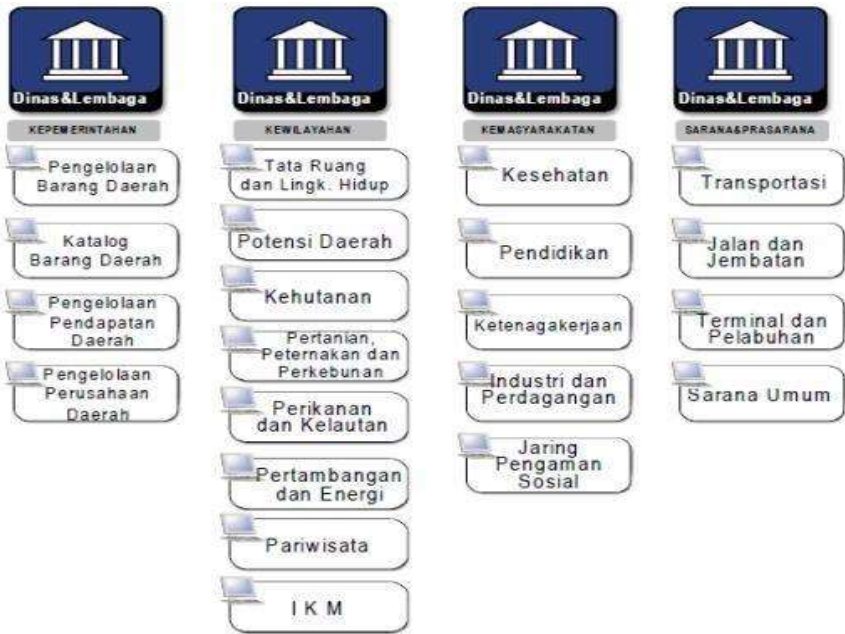 Dinas&Lembaga
KEPEMERINTAHAN
Pengelolaan
Barang Daerah
Katalog
Barang Daerah
Pengelolaan
Pendapatan
Daerah
Pengelolaan
Perusahaan
Daerah
Dinas&Lembaga
KEWILAYAHAN
Tata Ruang
dan Lingk. Hidup
Potensi Daerah
Kehutanan
Pertanian,
Peternakan dan
Perkebunan
Perikanan
dan Kelautan
Pertambangan
dan Energi
Pariwisata
I K M
Dinas&Lembaga
KEMASYARAKATAN
Kesehatan
Pendidikan
Ketenagakerjaan
Industri dan
Perdagangan
Jaring
Pengaman
Sosial
Dinas&Lembaga
SARANA&PRASARANA
Transportasi
Jalan dan
Jembatan
Terminal dan
Pelabuhan
Sarana Umum